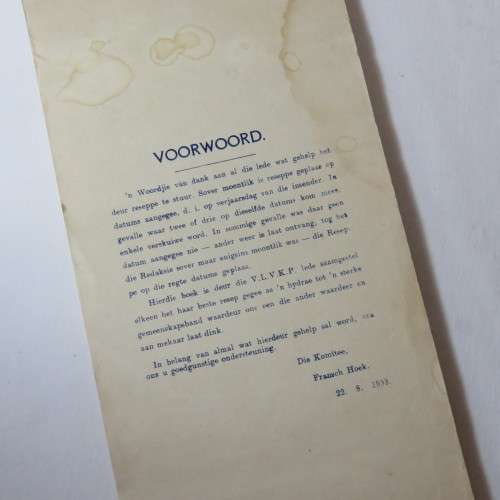 VOORWOORD.
'n Woordjie van dank aan al die lede wat gehelp het
deur reseppe te stuur. Sover moentlik is reseppe geplaas op
datums aangegee, d. i. op verjaarsdag van die insender. In
gevalle waar twee of drie op dieselfde datum kom moes,
enkele verskuiwe word. In sommige gevalle was daar geen
datum aangegee nie — ander weer te laat ontvang, tog het
die Redaksie sover maar enigsins moontlik was — die Resep-
pe op die regte datums geplaas.
Hierdie boek is deur die V.L.V.K.P. lede saamgestel
elkeen het haar beste resep gegee as 'n bydrae tot 'n sterke
gemeenskapsband waardeur ons een die ander waardeer en
aan mekaar laat dink.
In belang van almal wat hierdeur gehelp sal word, vra
ons u goedgunstige ondersteuning.
Die Komitee,
Fransch Hoek.
22. 8.